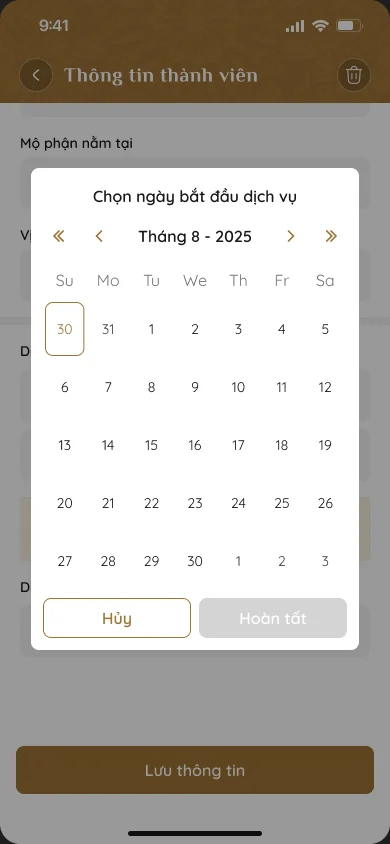 9:41
Thông tin thành viên
Mộ phận nằm tại
Chọn ngày bắt đầu dịch vụ
Tháng 8 - 2025
Su Mo Tu We Th Fr Sa
30 31 1 2 3 4 5
6 7 8 9 10 11 12
13 14 15 16 17 18 19
20 21 22 23 24 25 26
27 28 29 30 1 2 3
Hủy Hoàn tất
Lưu thông tin